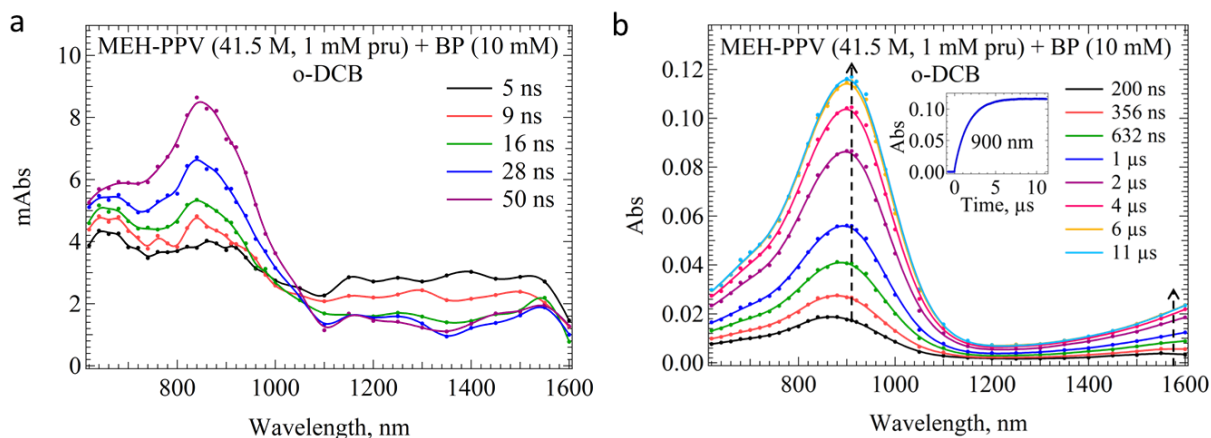 a
MEH-PPV (41.5 M, 1 mM pru) + BP (10 mM)
o-DCB
5 ns
9 ns
16 ns
28 ns
50 ns
mAbs
10
8
6
4
2
0
800 1000 1200 1400 1600
Wavelength, nm
b
MEH-PPV (41.5 M, 1 mM pru) + BP (10 mM)
o-DCB
200 ns
356 ns
632 ns
1 µs
2 µs
4 µs
6 µs
11 µs
Abs
0.10
0.05
0.00
900 nm
0 5 10
Time, µs
Abs
0.12
0.10
0.08
0.06
0.04
0.02
0.00
800 1000 1200 1400 1600
Wavelength, nm